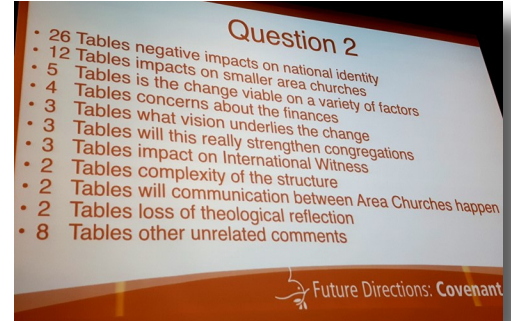 Question 2
• 26 Tables negative impacts on national identity
• 12 Tables impacts on smaller area churches
• 5 Tables is the change viable on a variety of factors
• 4 Tables concerns about the finances
• 3 Tables what vision underlies the change
• 3 Tables will this really strengthen congregations
• 3 Tables impact on International Witness
• 2 Tables complexity of the structure
• 2 Tables will communication between Area Churches happen
• 2 Tables loss of theological reflection
• 8 Tables other unrelated comments
Future Directions: Covenant